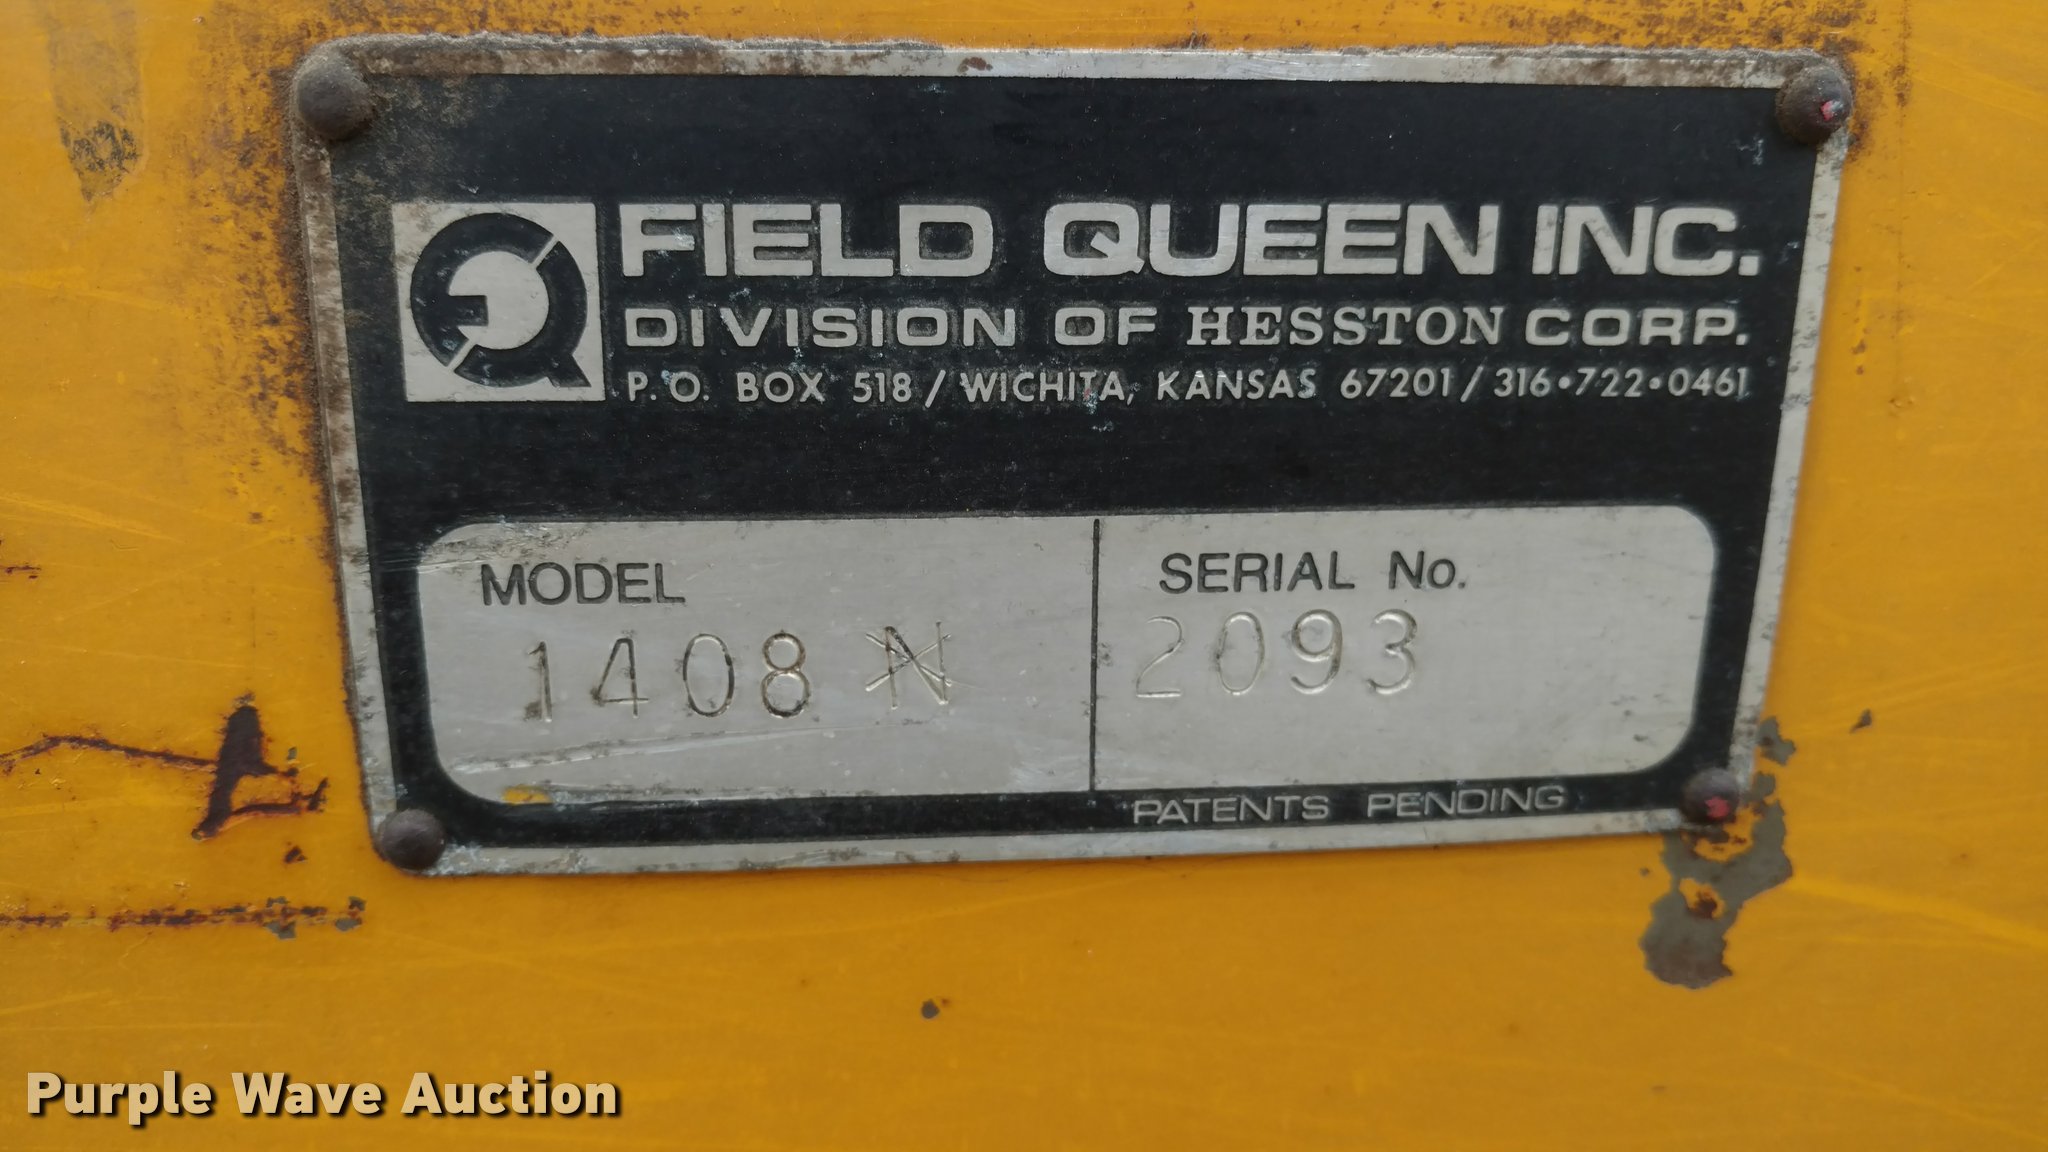 FIELD QUEEN INC.
DIVISION OF HESSTON CORP.
P.O. BOX 518 / WICHITA, KANSAS 67201 / 316•722•0461
MODEL
1408 N
SERIAL No.
2093
PATENTS PENDING
Purple Wave Auction